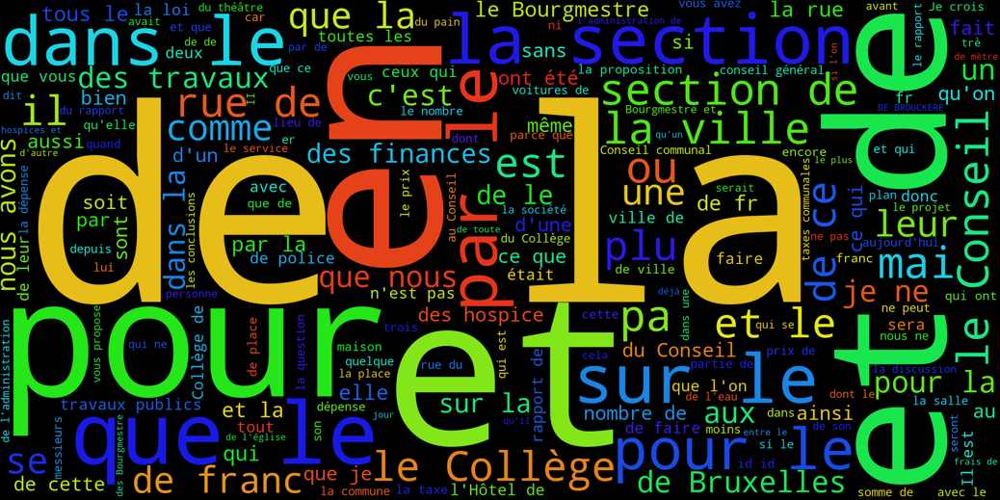 dans le
tous le
la loi
du théâtre
avait
et que
car
de de
deux
par de
que la
du pain
toutes les
le Bourgmestre
ni
l'administration de
la section
vous avez
la rue
si
avant
Je crois
fait
trè
de mètre
le rapport
si l'on
que vous
des travaux
que ce
vous
ceux qui
c'est
le nombre
sans
ont été
voitures de
la proposition
conseil général
un
qu'on
fr
DE BROUCKERE
dit
il
bien
du rapport
II
rue de
hospices et
qu'elle
aussi
quand
d'autre
comme
lieu de
er
d'un
le service
en
le
dont
même
parce que
section de
Bourgmestre et
la ville
qu'un
Conseil communal
encore
le plus
et de
et qui
nous avons
de leur
la dépense
de la
soit
par
sont
depuis
lui
dans la
les conclusions
avec
que de
par la
de police
des finances
le prix
au Conseil
par le
est
de le
la société
de toute
d'une
du Collège
ce que
était
ou
une
ville de
plu
de ville
de fr
serait
faire
taxes communales
de ce
ce qui
plan
donc
le projet
leur
ne pas
aujourd'hui
franc
mai
le Conseil
je ne
qui ont
personne
que nous
n'est pas
déjà
pour
de l'administration
vous propose
qui ne
Collège de
de place
la question
trois
maison
quelque
la place
des hospice
et
rue du
qui est
cette
pa
dans une
et le
qui se
ne peut
sera
nous ne
cela
du Conseil
partie de
prix de
la discussion
sur le
que l'on
de l'eau
dont le
pour la
la salle
travaux publics
et la
elle
dépense
jour
sur la
qu'il
rapport de
nombre de
aux
dans
ainsi
au
que le
messieurs
des Bourgmestre
tout
de l'église
son
de faire
moins
entre le
de son
seront
Il est
se
qui
le Collège
pour le
si le
id id
frais de
de cette
de franc
que je
la commune
la taxe
l'Hôtel de
de Bruxelles
somme de
avec le